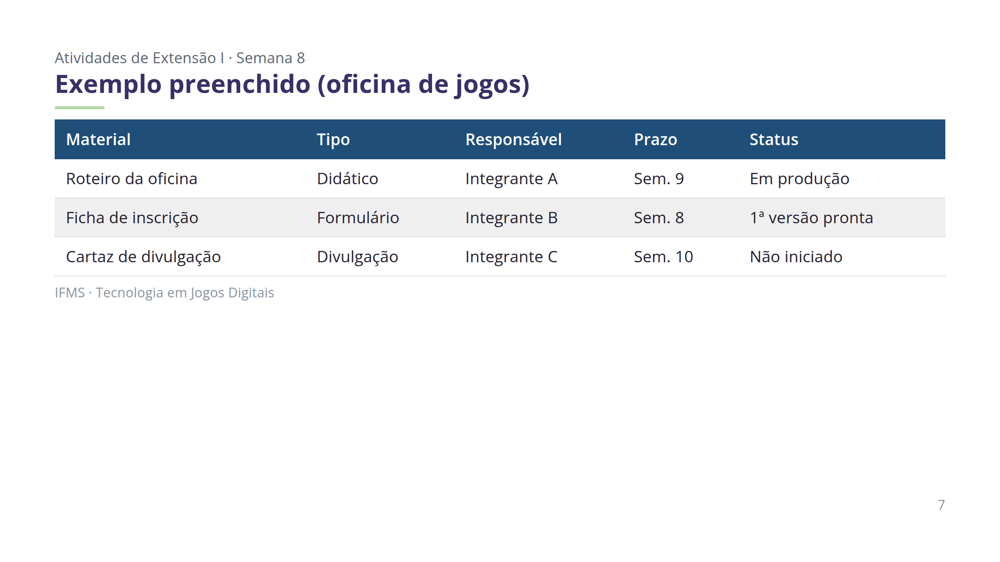 Atividades de Extensão I · Semana 8
Exemplo preenchido (oficina de jogos)
Material Tipo Responsável Prazo Status
Roteiro da oficina Didático Integrante A Sem. 9 Em produção
Ficha de inscrição Formulário Integrante B Sem. 8 1ª versão pronta
Cartaz de divulgação Divulgação Integrante C Sem. 10 Não iniciado
IFMS · Tecnologia em Jogos Digitais
7